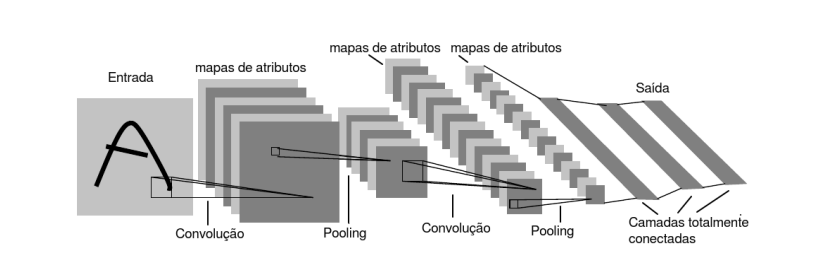 mapas de atributos
mapas de atributos
Entrada
mapas de atributos
Saída
A
Convolução
Pooling
Convolução
Pooling
Camadas totalmente
conectadas